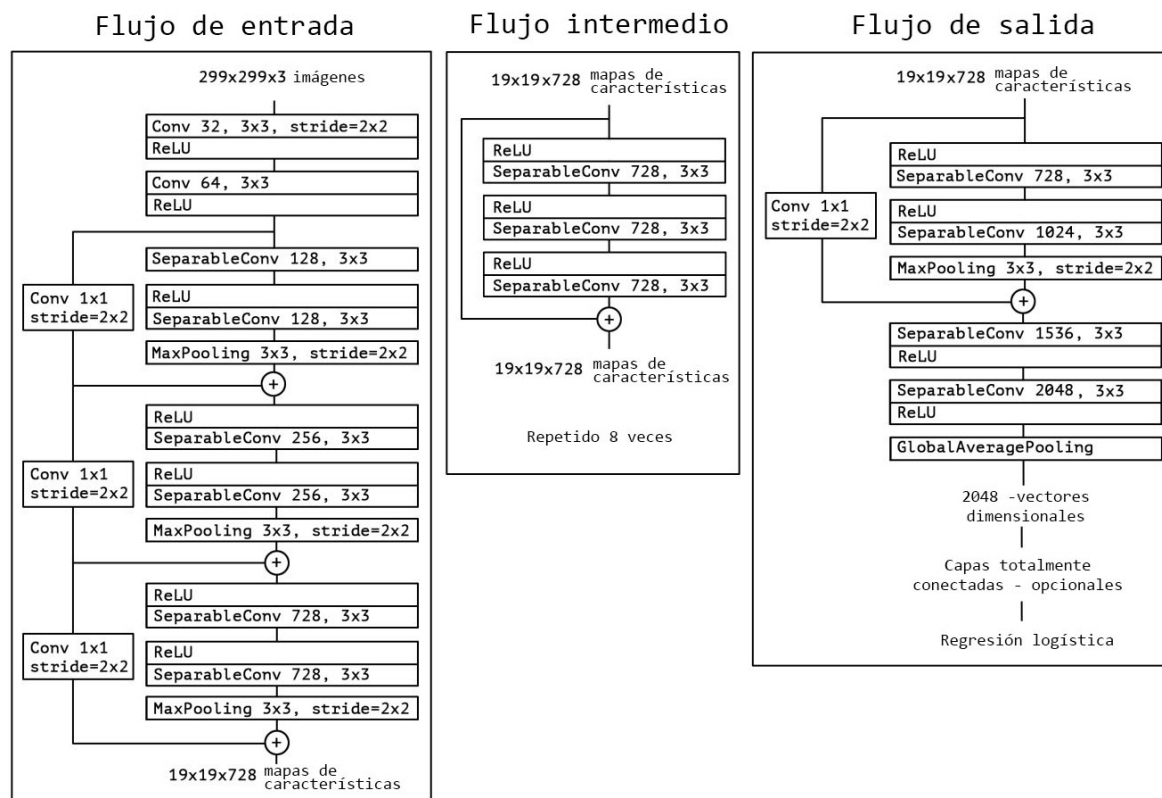 Flujo de entrada
299x299x3 imágenes
Conv 32, 3x3, stride=2x2
ReLU
Conv 64, 3x3
ReLU
SeparableConv 128, 3x3
Conv 1x1
stride=2x2
ReLU
SeparableConv 128, 3x3
MaxPooling 3x3, stride=2x2
+
ReLU
SeparableConv 256, 3x3
Conv 1x1
stride=2x2
ReLU
SeparableConv 256, 3x3
MaxPooling 3x3, stride=2x2
+
ReLU
SeparableConv 728, 3x3
Conv 1x1
stride=2x2
ReLU
SeparableConv 728, 3x3
MaxPooling 3x3, stride=2x2
+
19x19x728 mapas de
características
Flujo intermedio
19x19x728 mapas de
características
ReLU
SeparableConv 728, 3x3
ReLU
SeparableConv 728, 3x3
ReLU
SeparableConv 728, 3x3
+
19x19x728 mapas de
características
Repetido 8 veces
Flujo de salida
19x19x728 mapas de
características
ReLU
SeparableConv 728, 3x3
Conv 1x1
stride=2x2
ReLU
SeparableConv 1024, 3x3
MaxPooling 3x3, stride=2x2
+
SeparableConv 1536, 3x3
ReLU
SeparableConv 2048, 3x3
ReLU
GlobalAveragePooling
2048 -vectores
dimensionales
Capas totalmente
conectadas - opcionales
Regresión logística